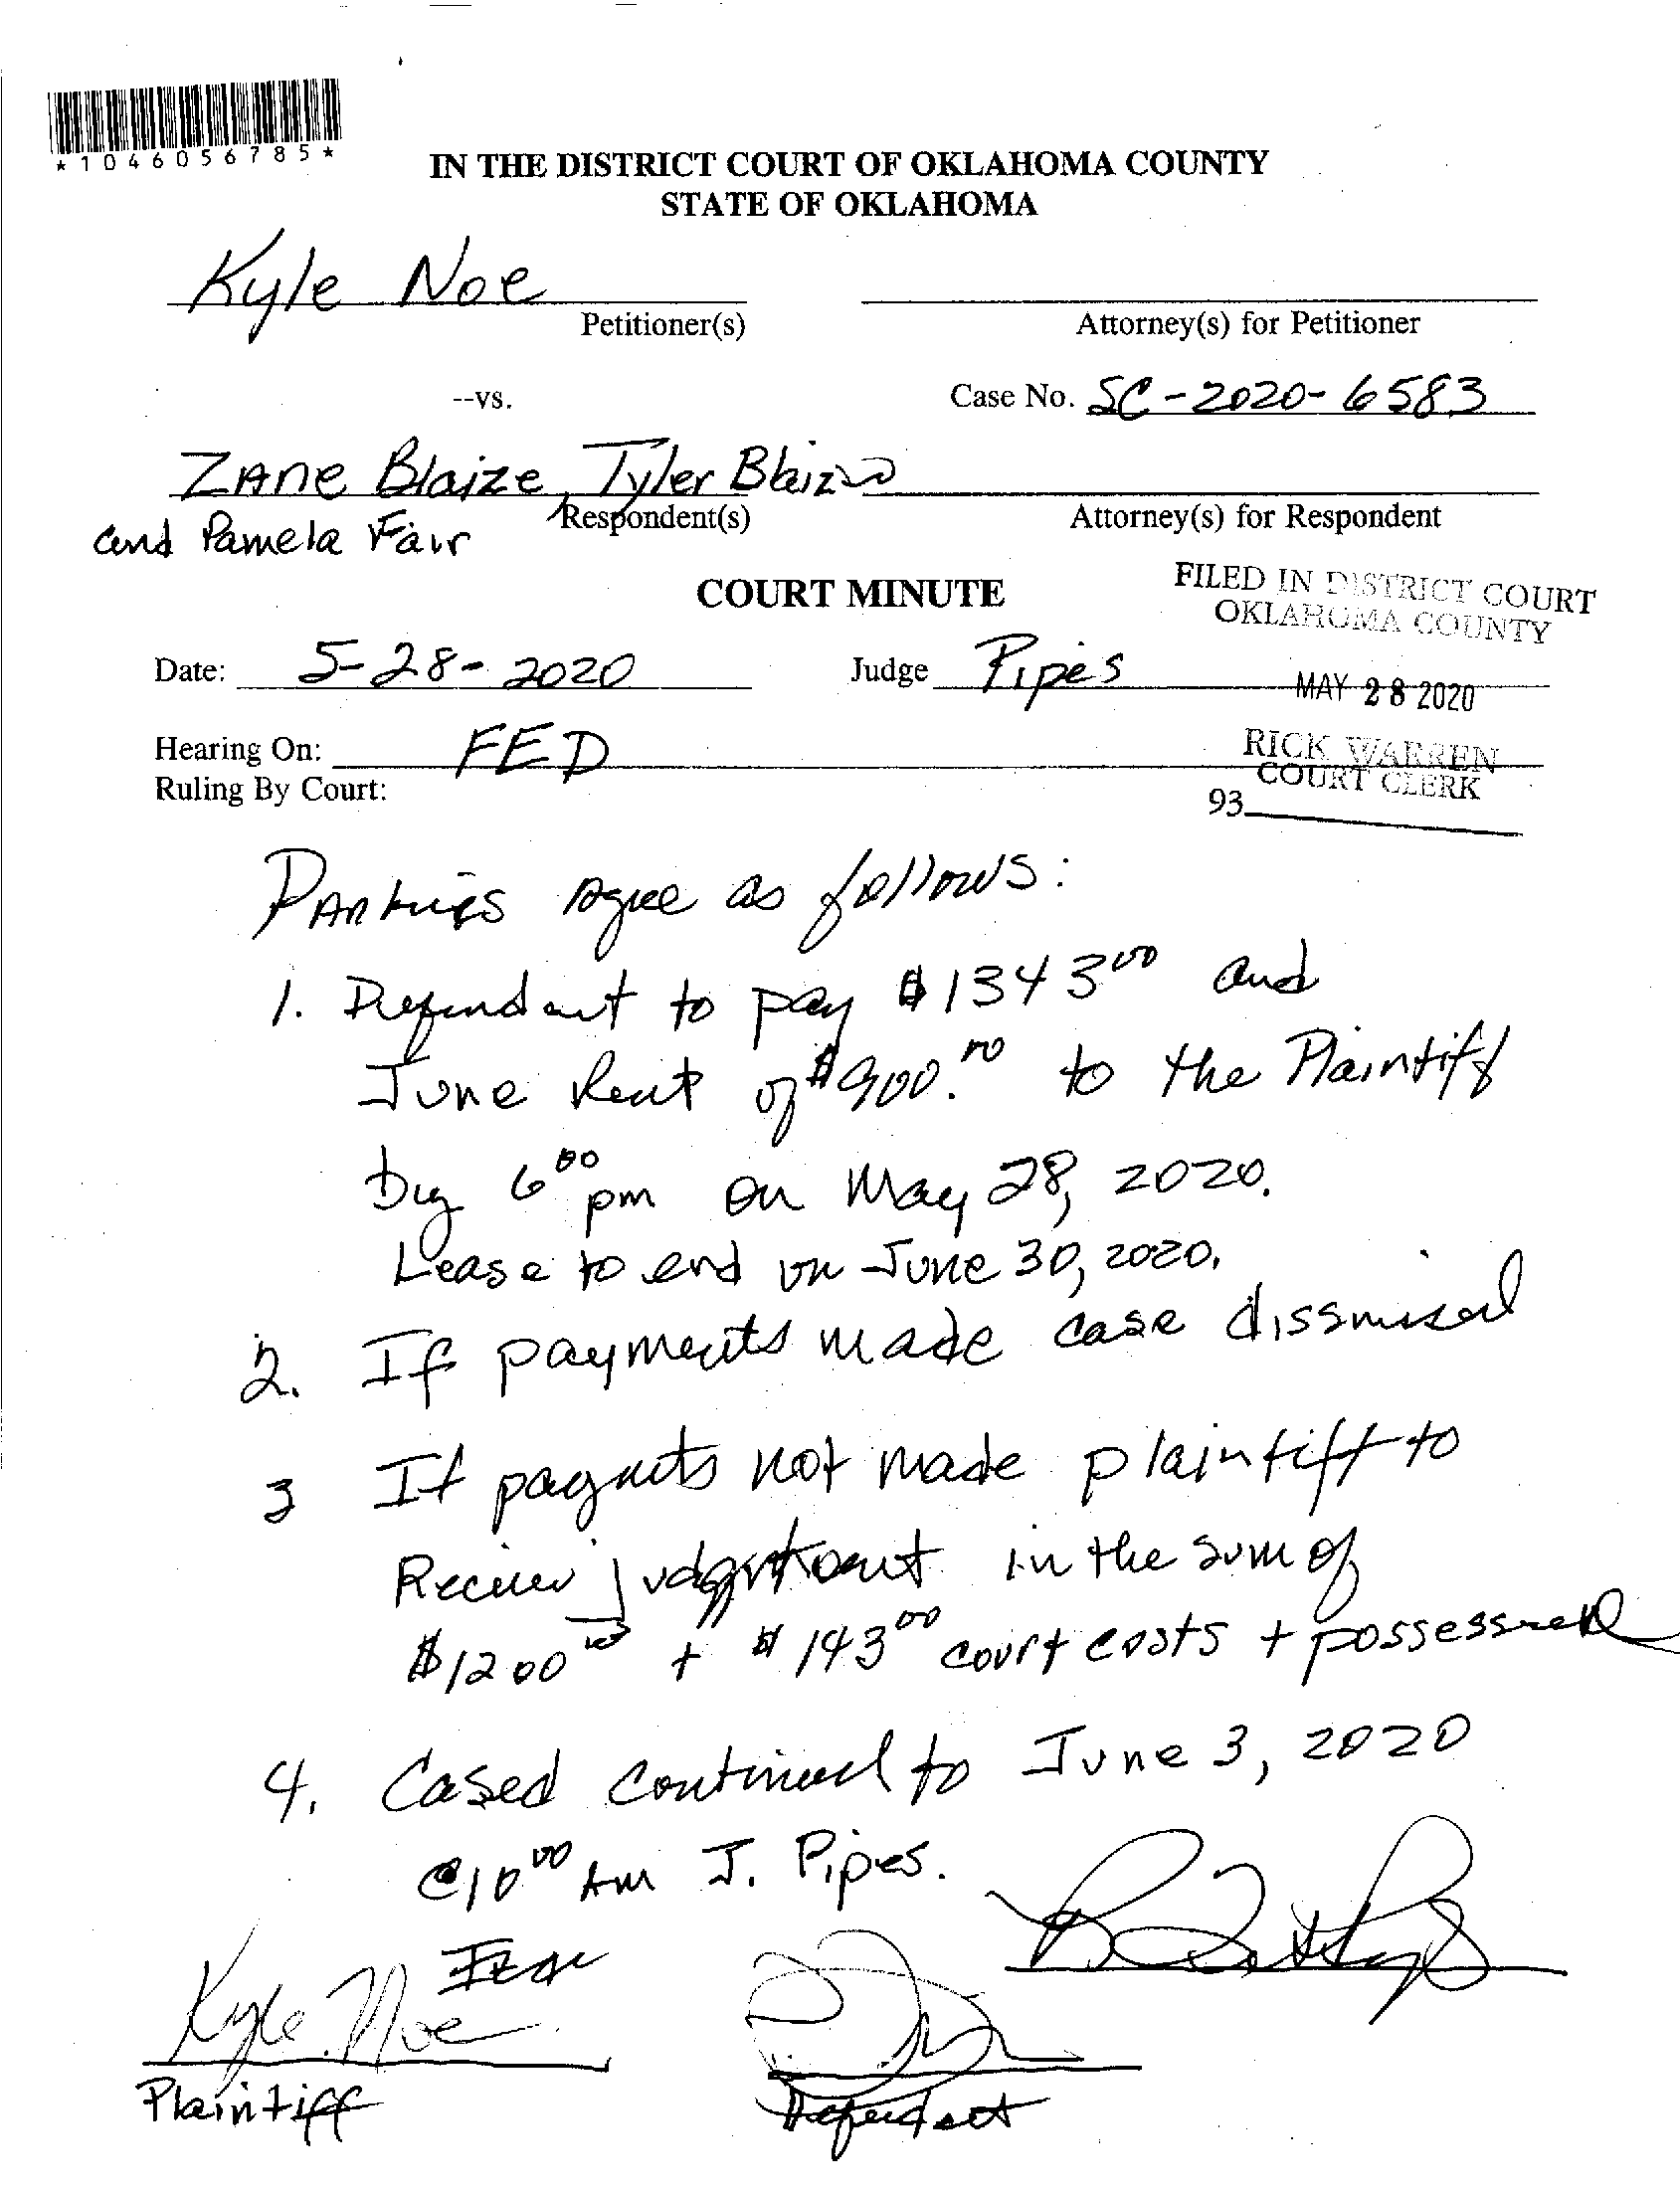 *1046056785*
IN THE DISTRICT COURT OF OKLAHOMA COUNTY
STATE OF OKLAHOMA
Kyle Noe
Petitioner(s)
Attorney(s) for Petitioner
--vs.
Case No. SC-2020-6583
Zane Blaize, Tyler Blaize
Respondent(s)
Attorney(s) for Respondent
and Pamela Fair
COURT MINUTE
FILED IN DISTRICT COURT
OKLAHOMA COUNTY
Date: 5-28-2020
Judge Pipes
MAY 28 2020
Hearing On: FED
RICK WARREN
COURT CLERK
Ruling By Court:
93
Parties agree as follows:
1. Defendant to pay $1343.00 and
June Rent of $900.00 to the Plaintiff
by 6:00 pm on May 28, 2020.
Lease to end on June 30, 2020.
2. If payments made case dissmissed
3 If payments not made plaintiff to
Receive judgment in the sum of
$1200.00 + $143.00 court costs + possession
4. Cased continued to June 3, 2020
@ 10:00 Am J. Pipes.
Kyle Noe
Plaintiff
Defendant